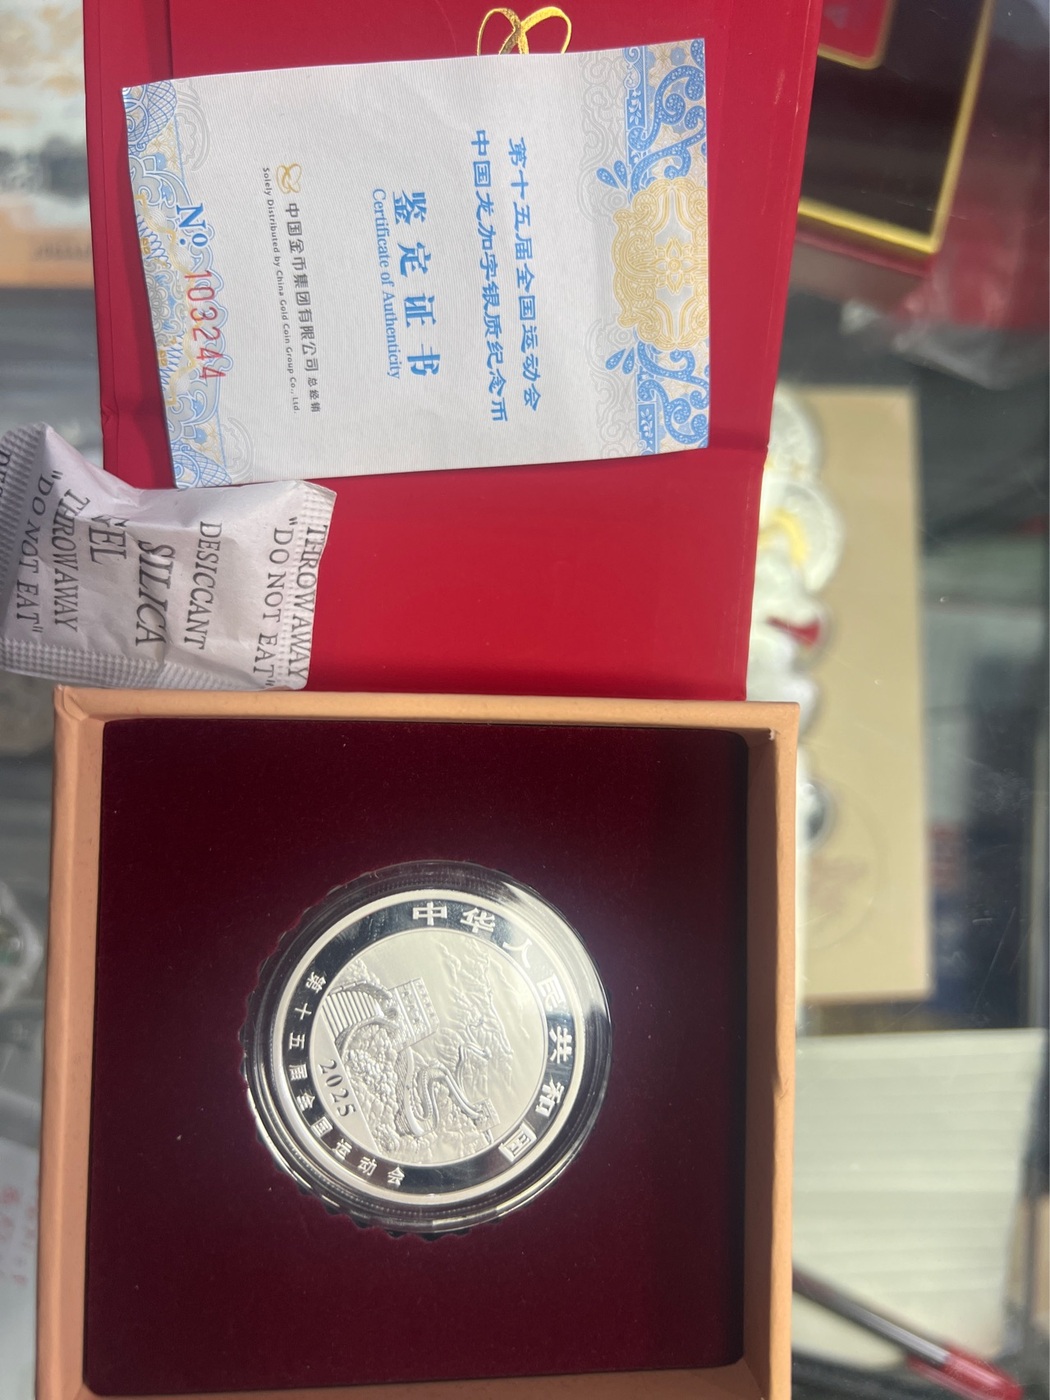 第十五届全国运动会
中国龙加字银质纪念币
鉴定证书
Certificate of Authenticity
中国金币集团有限公司 总经销
Solely Distributed by China Gold Coin Group Co., Ltd.
No. 103244
THROWAWAY
"DO NOT EAT"
DESICCANT
SILICA
GEL
THROWAWAY
"DO NOT EAT"
中华人民共和国
2025
第十五届全国运动会